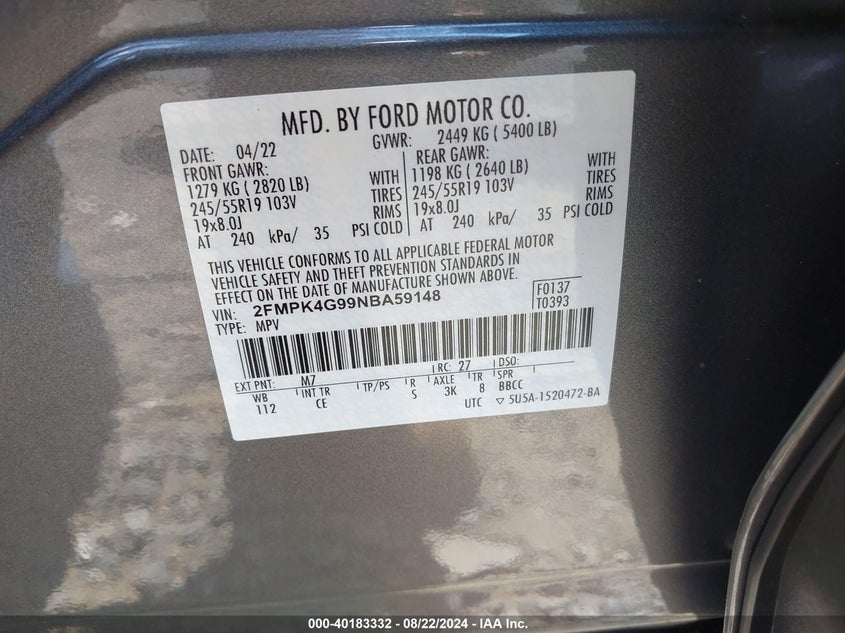 MFD. BY FORD MOTOR CO.
DATE: 04/22 GVWR: 2449 KG ( 5400 LB)
FRONT GAWR: REAR GAWR:
1279 KG ( 2820 LB) WITH 1198 KG ( 2640 LB) WITH
245/55R19 103V TIRES 245/55R19 103V TIRES
19x8.0J RIMS 19x8.0J RIMS
AT 240 kPa/ 35 PSI COLD AT 240 kPa/ 35 PSI COLD
THIS VEHICLE CONFORMS TO ALL APPLICABLE FEDERAL MOTOR
VEHICLE SAFETY AND THEFT PREVENTION STANDARDS IN
EFFECT ON THE DATE OF MANUFACTURE SHOWN ABOVE.
VIN: 2FMPK4G99NBA59148 F0137
TYPE: MPV T0393
EXT PNT: M7 RC: 27 DSO:
WB INT TR TP/PS R AXLE TR SPR
112 CE S 3K 8 BBCC
UTC ▽ 5U5A-1520472-BA
000-40183332 - 08/22/2024 - IAA Inc.